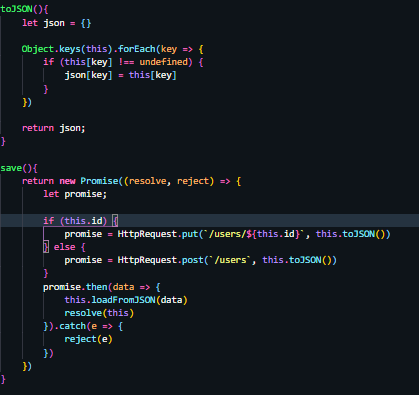 toJSON(){
    let json = {}

    Object.keys(this).forEach(key => {
        if (this[key] !== undefined) {
            json[key] = this[key]
        }
    })

    return json;
}

save(){
    return new Promise((resolve, reject) => {
        let promise;

        if (this.id) {
            promise = HttpRequest.put(`/users/${this.id}`, this.toJSON())
        } else {
            promise = HttpRequest.post(`/users`, this.toJSON())
        }
        promise.then(data => {
            this.loadFromJSON(data)
            resolve(this)
        }).catch(e => {
            reject(e)
        })
    })
}